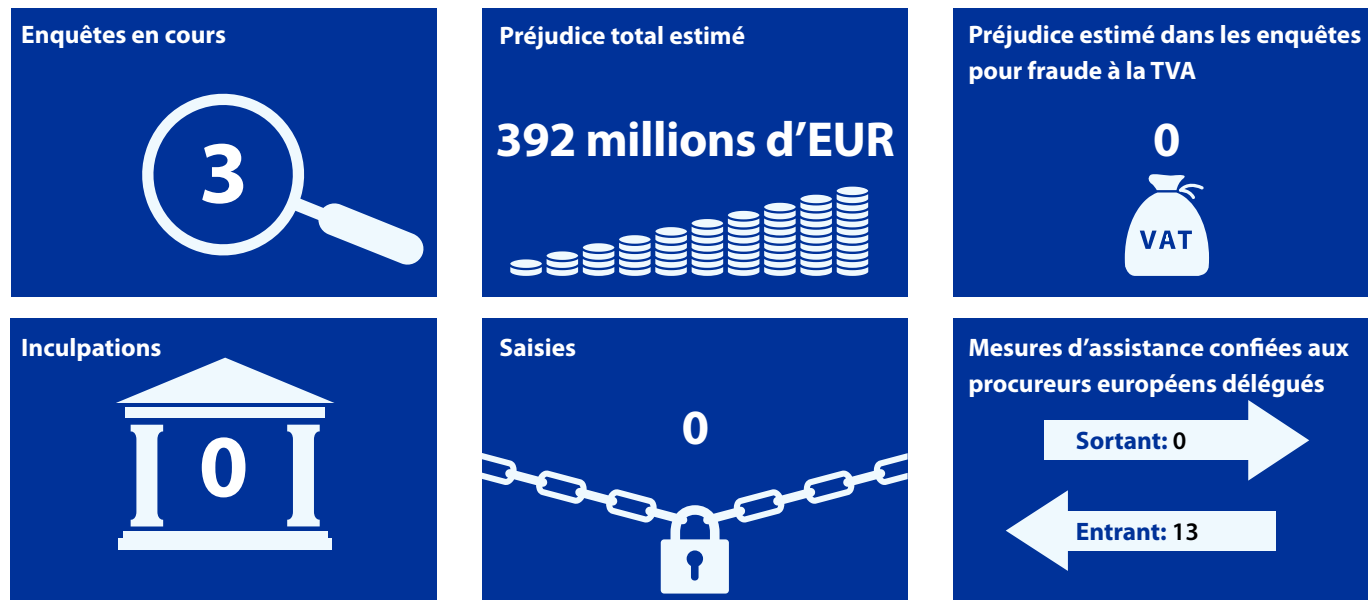 Enquêtes en cours
3
Préjudice total estimé
392 millions d’EUR
Préjudice estimé dans les enquêtes
pour fraude à la TVA
0
VAT
Inculpations
0
Saisies
0
Mesures d’assistance confiées aux
procureurs européens délégués
Sortant: 0
Entrant: 13